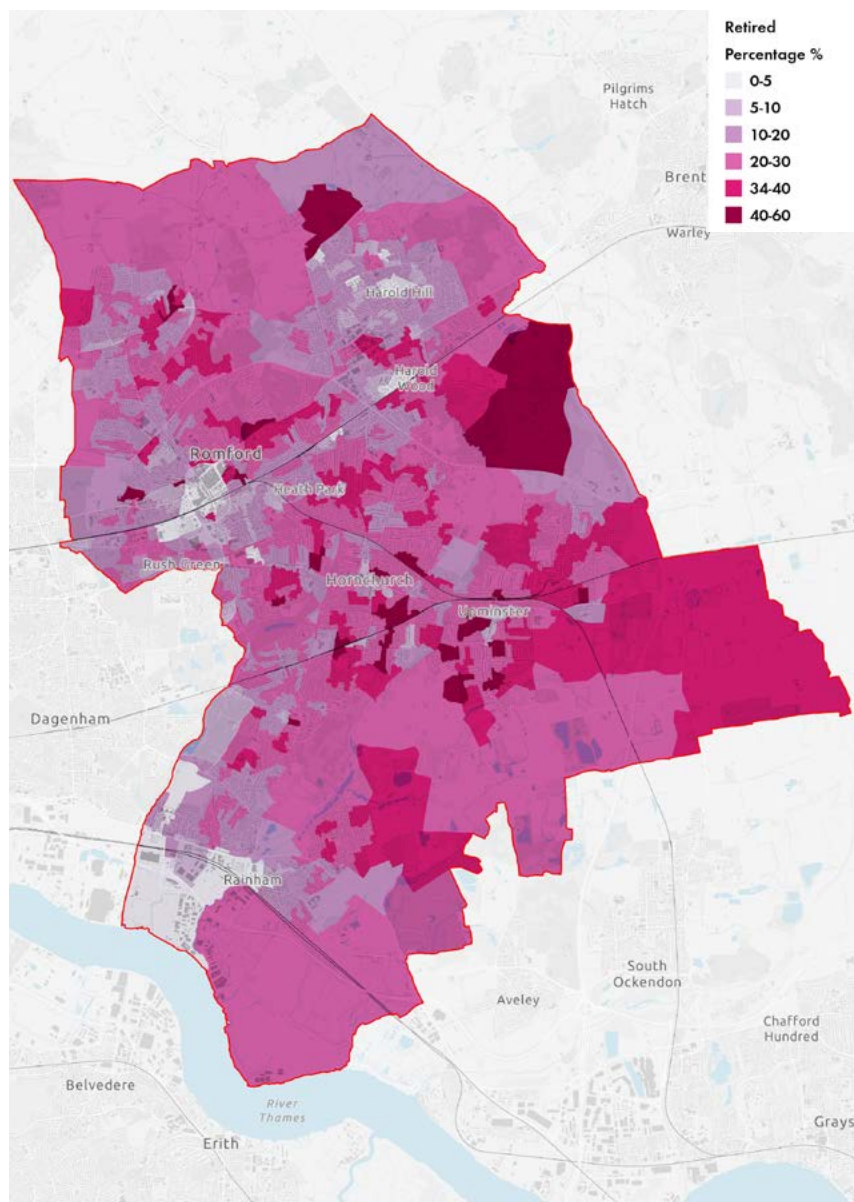 Retired
Percentage %
0-5
5-10
10-20
20-30
34-40
40-60
Pilgrims
Hatch
Brent
Warley
Harold Hill
Harold
Wood
Romford
Heath Park
Rush Green
Hornchurch
Upminster
Dagenham
Rainham
South
Ockendon
Aveley
Chafford
Hundred
Belvedere
River
Thames
Erith
Grays